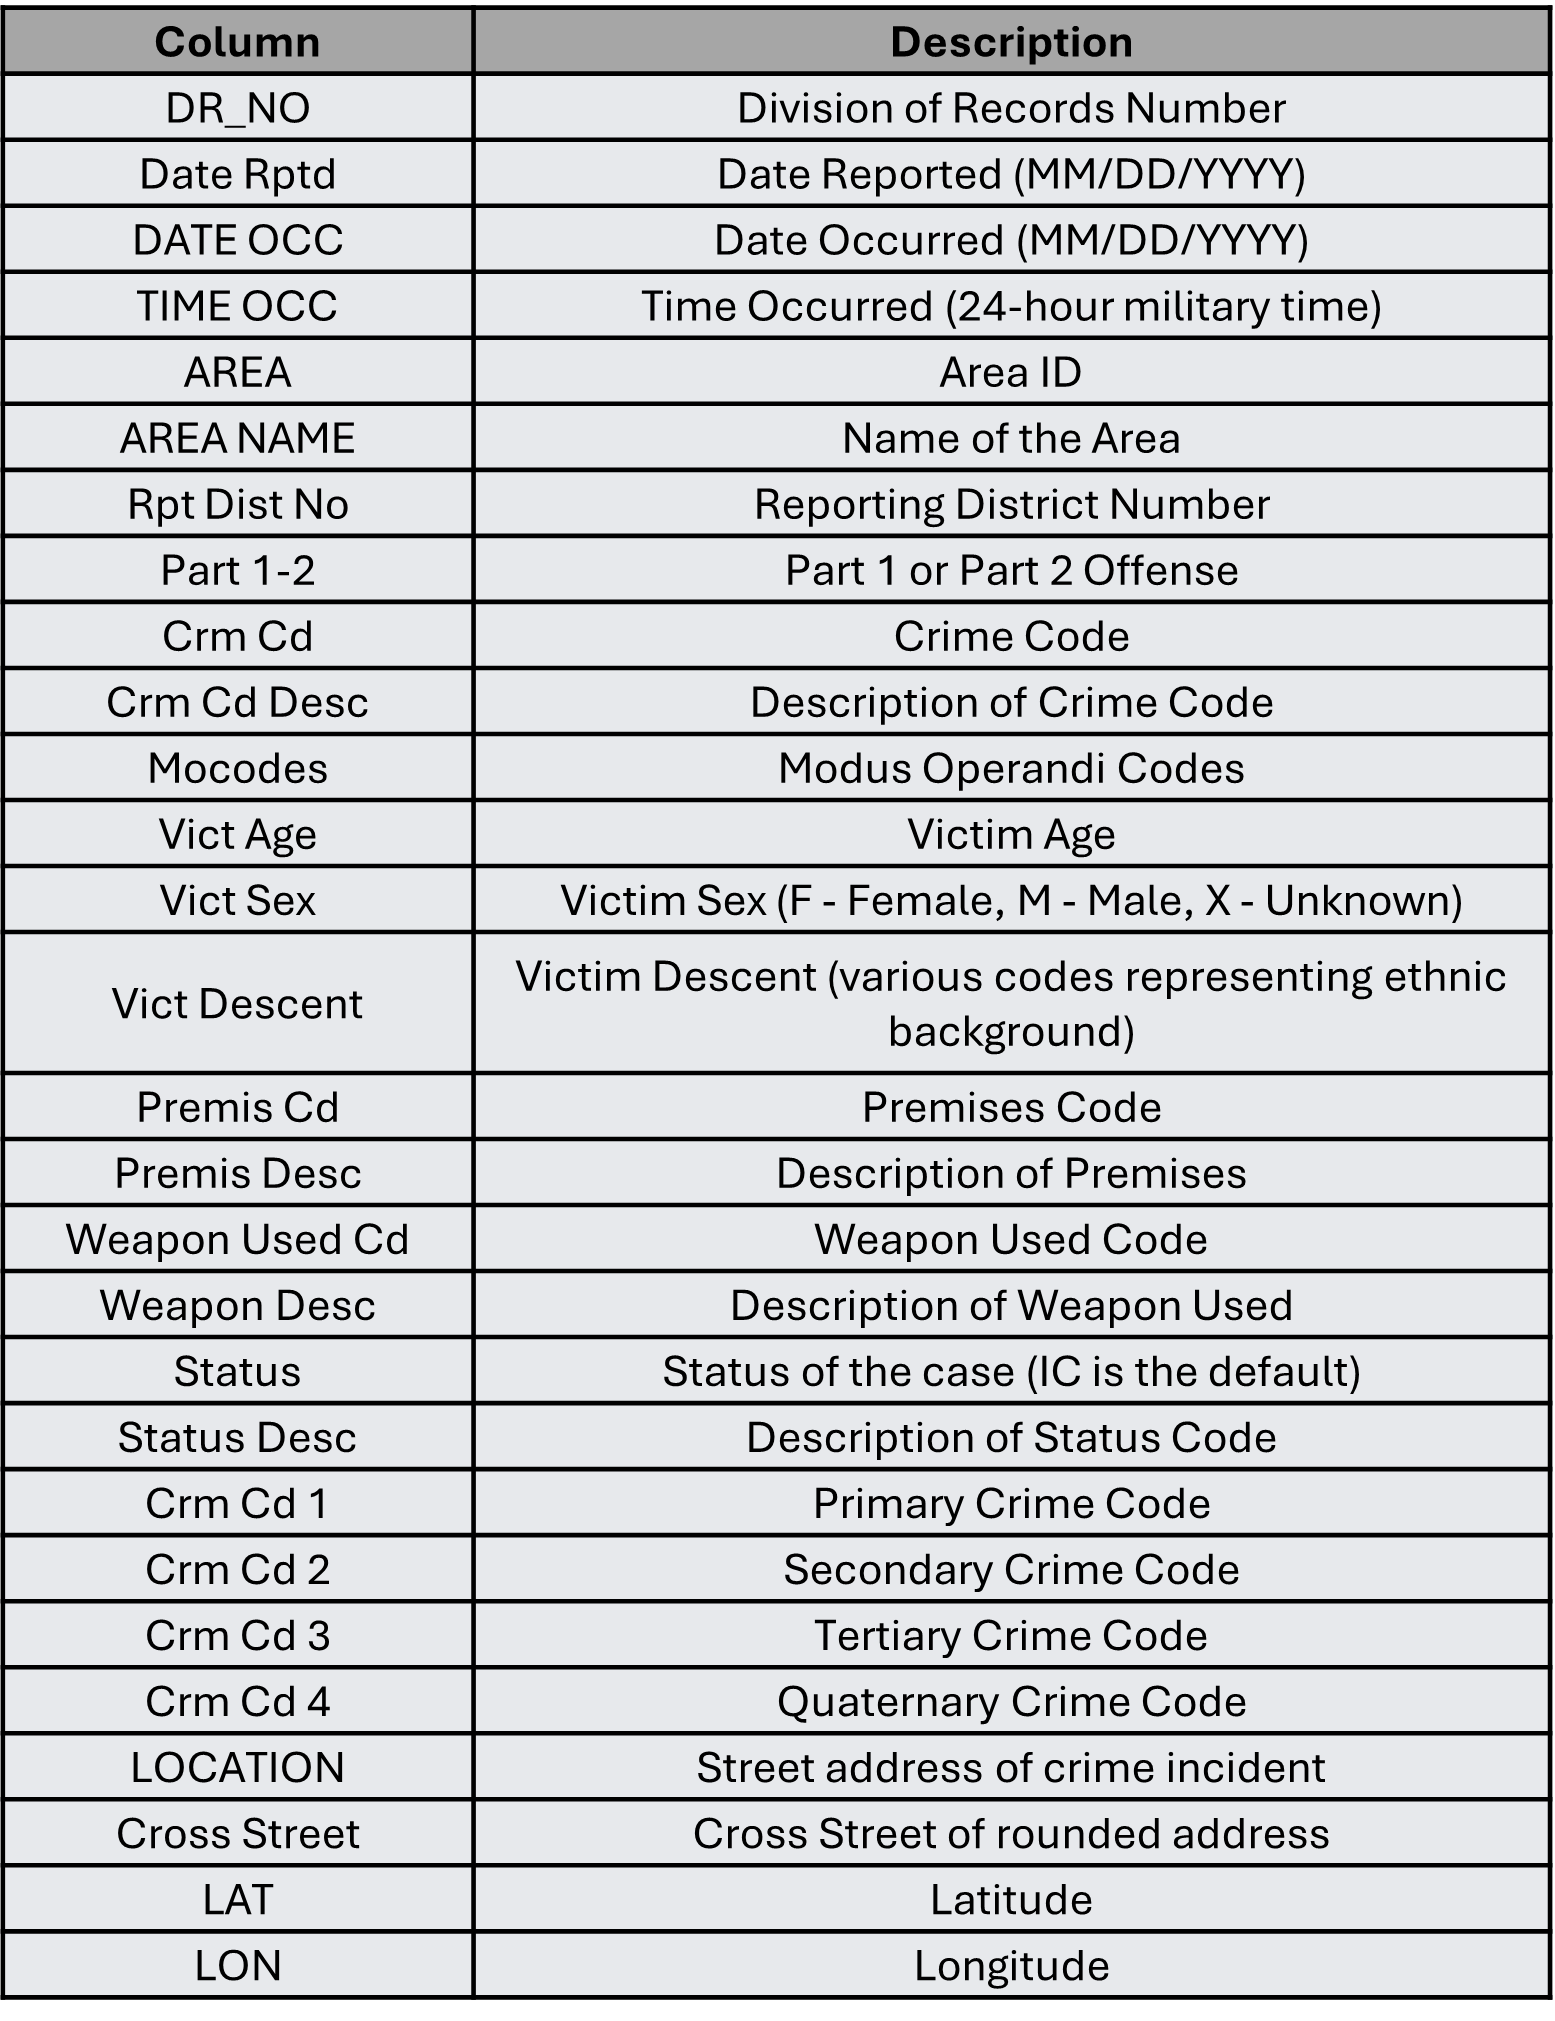 Column Description
DR_NO Division of Records Number
Date Rptd Date Reported (MM/DD/YYYY)
DATE OCC Date Occurred (MM/DD/YYYY)
TIME OCC Time Occurred (24-hour military time)
AREA Area ID
AREA NAME Name of the Area
Rpt Dist No Reporting District Number
Part 1-2 Part 1 or Part 2 Offense
Crm Cd Crime Code
Crm Cd Desc Description of Crime Code
Mocodes Modus Operandi Codes
Vict Age Victim Age
Vict Sex Victim Sex (F - Female, M - Male, X - Unknown)
Vict Descent Victim Descent (various codes representing ethnic
background)
Premis Cd Premises Code
Premis Desc Description of Premises
Weapon Used Cd Weapon Used Code
Weapon Desc Description of Weapon Used
Status Status of the case (IC is the default)
Status Desc Description of Status Code
Crm Cd 1 Primary Crime Code
Crm Cd 2 Secondary Crime Code
Crm Cd 3 Tertiary Crime Code
Crm Cd 4 Quaternary Crime Code
LOCATION Street address of crime incident
Cross Street Cross Street of rounded address
LAT Latitude
LON Longitude